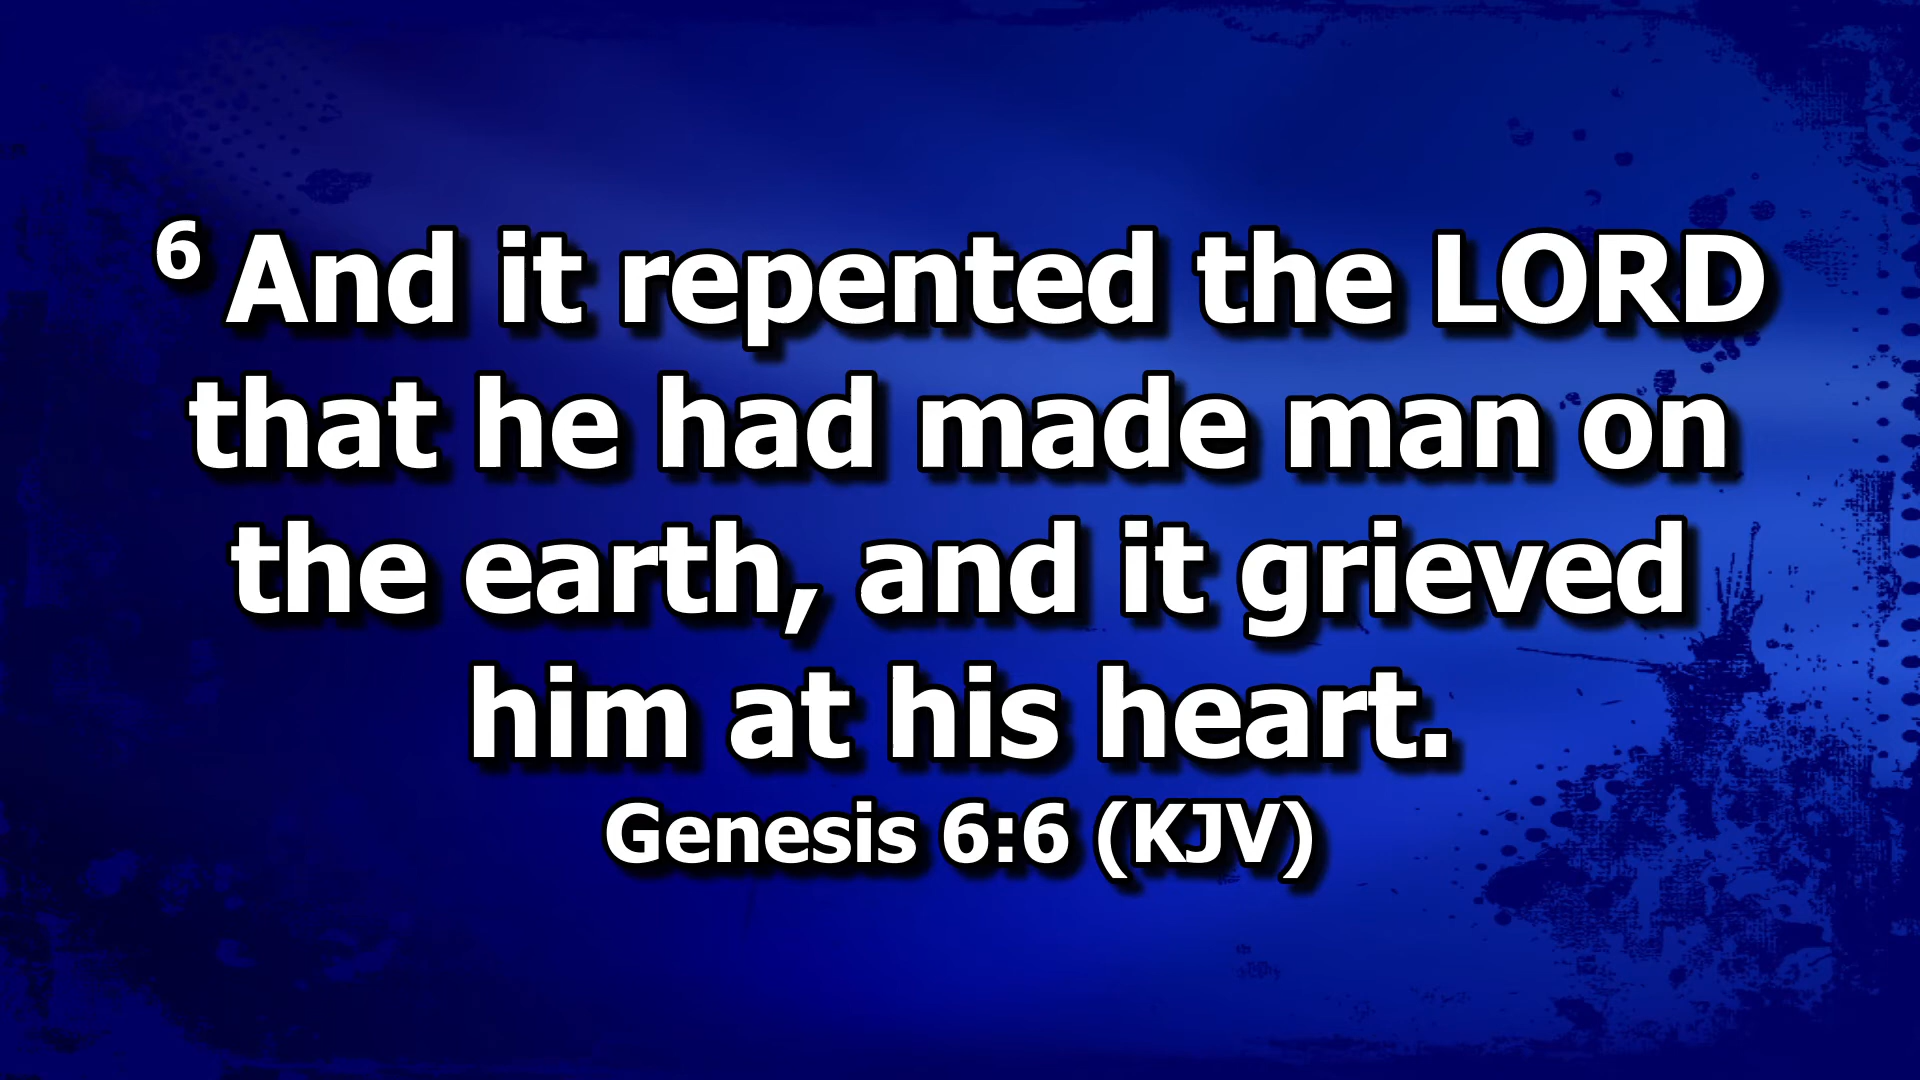 6 And it repented the LORD
that he had made man on
the earth, and it grieved
him at his heart.
Genesis 6:6 (KJV)